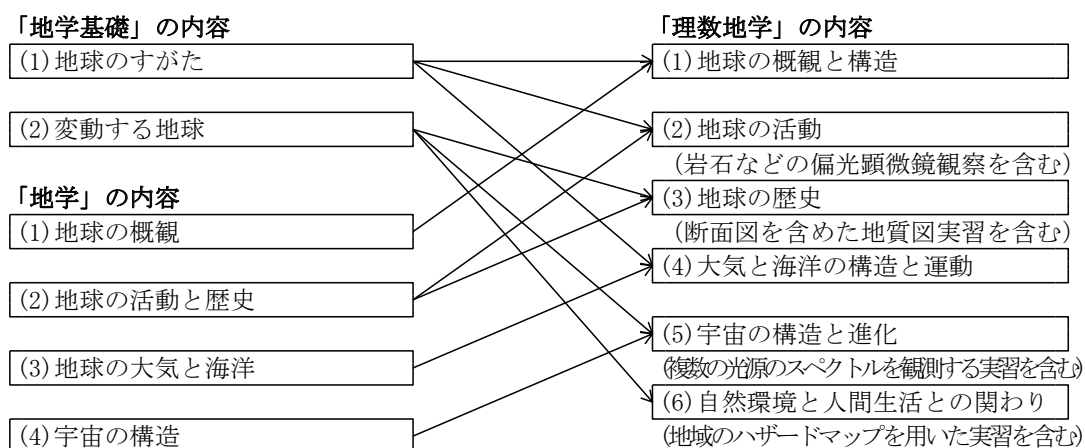 「地学基礎」の内容
(1)地球のすがた
(2)変動する地球
「地学」の内容
(1)地球の概観
(2)地球の活動と歴史
(3)地球の大気と海洋
(4)宇宙の構造
「理数地学」の内容
(1)地球の概観と構造
(2)地球の活動
(岩石などの偏光顕微鏡観察を含む)
(3)地球の歴史
(断面図を含めた地質図実習を含む)
(4)大気と海洋の構造と運動
(5)宇宙の構造と進化
(複数の光源のスペクトルを観測する実習を含む)
(6)自然環境と人間生活との関わり
(地域のハザードマップを用いた実習を含む)